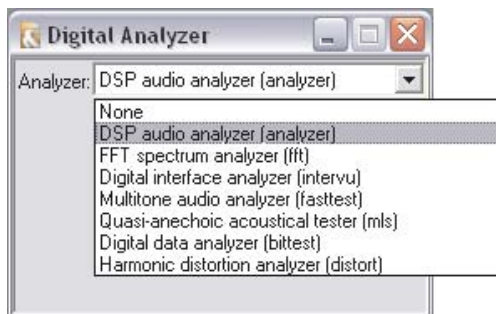 Digital Analyzer
Analyzer: DSP audio analyzer (analyzer)
None
DSP audio analyzer (analyzer)
FFT spectrum analyzer (fft)
Digital interface analyzer (intervu)
Multitone audio analyzer (fasttest)
Quasi-anechoic acoustical tester (mls)
Digital data analyzer (bittest)
Harmonic distortion analyzer (distort)